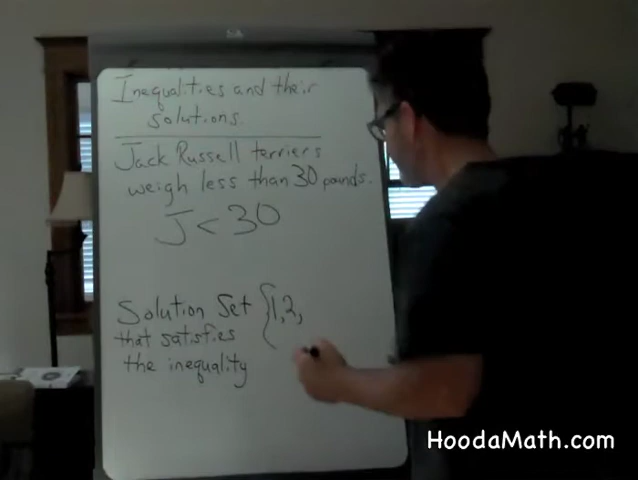 Inequalities and their
solutions.
Jack Russell terriers
weigh less than 30 pounds.
J < 30
Solution Set {1,2,
that satisfies
the inequality
HoodaMath.com